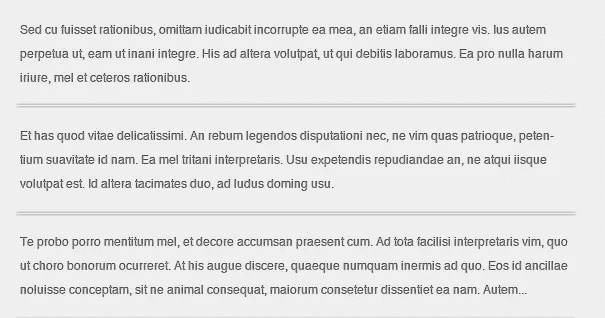 Sed cu fuisset rationibus, omittam iudicabit incorrupte ea mea, an etiam falli integre vis. Ius autem
perpetua ut, eam ut inani integre. His ad altera volutpat, ut qui debitis laboramus. Ea pro nulla harum
iriure, mel et ceteros rationibus.
Et has quod vitae delicatissimi. An rebum legendos disputationi nec, ne vim quas patrioque, peten-
tium suavitate id nam. Ea mel tritani interpretaris. Usu expetendis repudiandae an, ne atqui iisque
volutpat est. Id altera tacimates duo, ad ludus doming usu.
Te probo porro mentitum mel, et decore accumsan praesent cum. Ad tota facilisi interpretaris vim, quo
ut choro bonorum ocurreret. At his augue discere, quaeque numquam inermis ad quo. Eos id ancillae
noluisse conceptam, sit ne animal consequat, maiorum consetetur dissentiet ea nam. Autem...